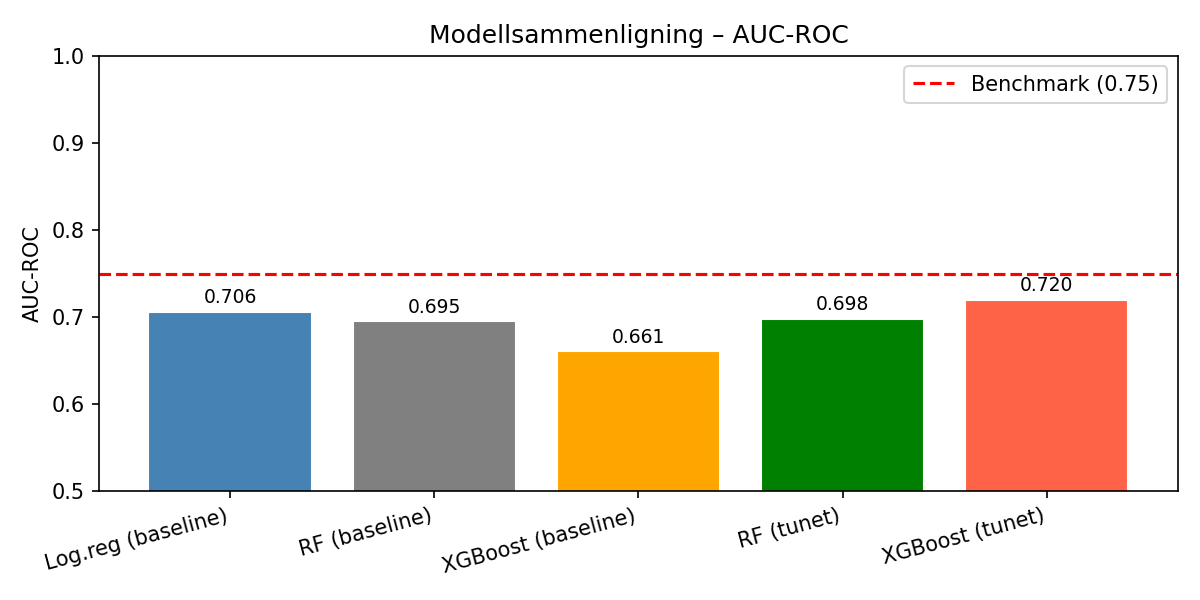 Modellsammenligning – AUC-ROC
Benchmark (0.75)
AUC-ROC
1.0
0.9
0.8
0.7
0.6
0.5
0.706
0.695
0.661
0.698
0.720
Log.reg (baseline)
RF (baseline)
XGBoost (baseline)
RF (tunet)
XGBoost (tunet)